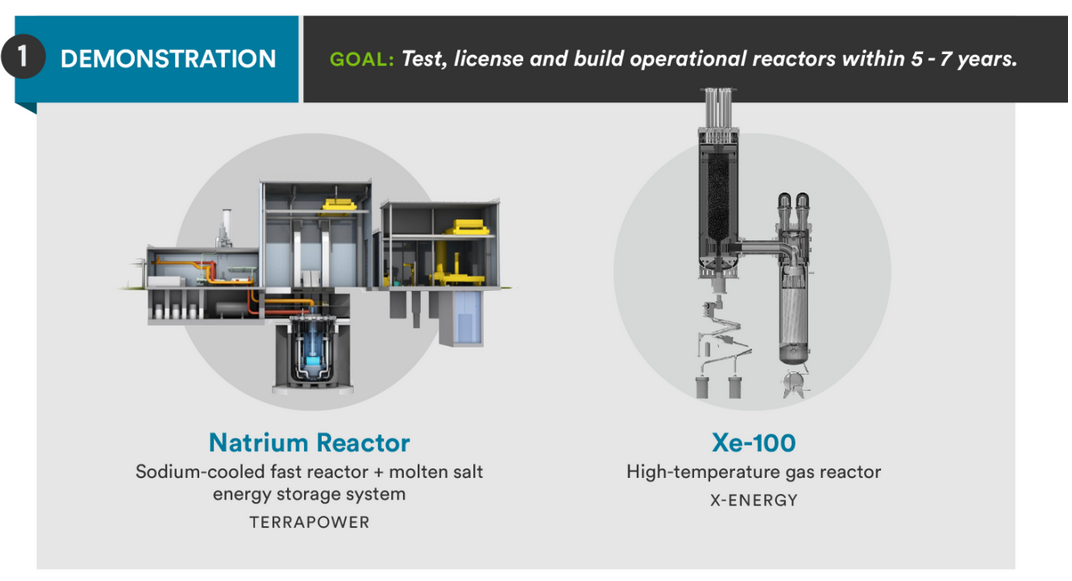 1 DEMONSTRATION
GOAL: Test, license and build operational reactors within 5 - 7 years.
Natrium Reactor
Sodium-cooled fast reactor + molten salt
energy storage system
TERRAPOWER
Xe-100
High-temperature gas reactor
X-ENERGY